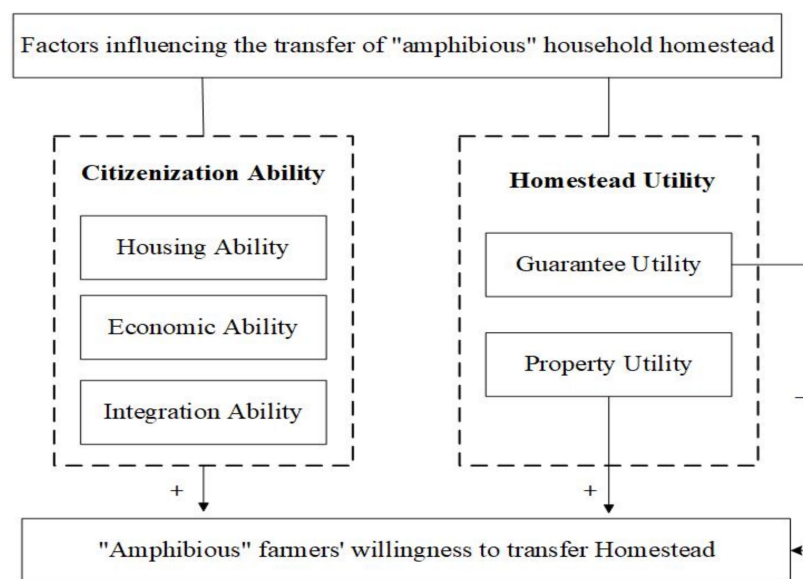 Factors influencing the transfer of "amphibious" household homestead
Citizenization Ability
Housing Ability
Economic Ability
Integration Ability
Homestead Utility
Guarantee Utility
Property Utility
+
+
−
"Amphibious" farmers' willingness to transfer Homestead